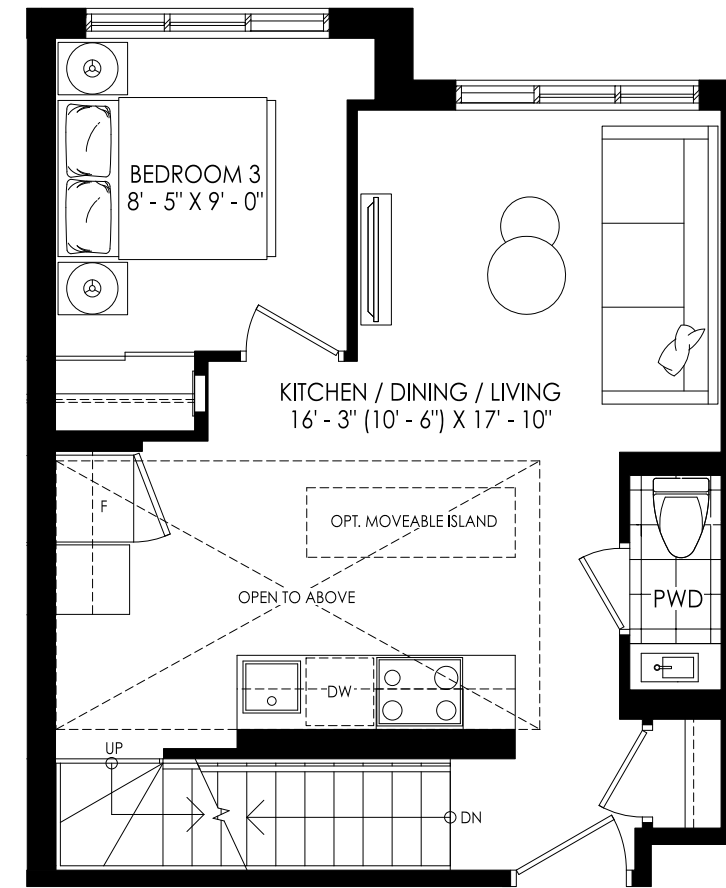 BEDROOM 3
8' - 5" X 9' - 0"
KITCHEN / DINING / LIVING
16' - 3" (10' - 6") X 17' - 10"
F
OPT. MOVEABLE ISLAND
OPEN TO ABOVE
PWD
DW
UP
DN